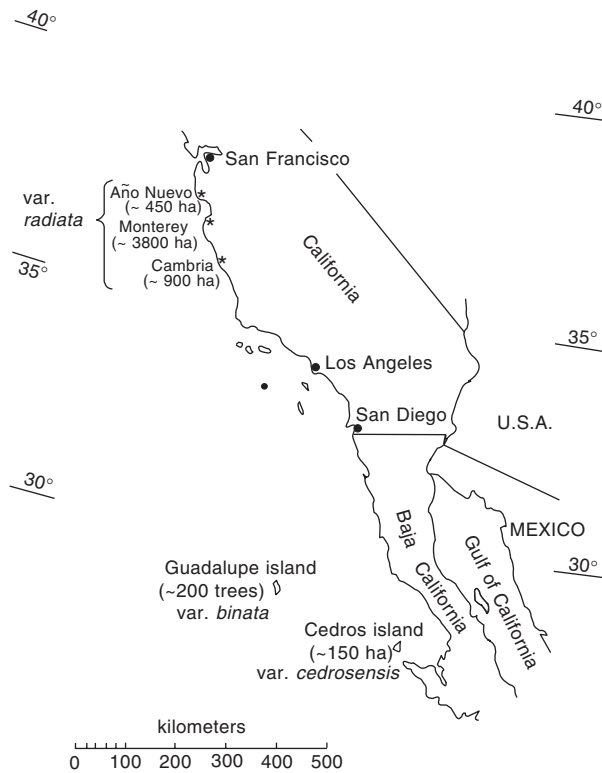 40°
40°
San Francisco
var.
radiata
Año Nuevo
(~ 450 ha)
Monterey
(~ 3800 ha)
Cambria
(~ 900 ha)
35°
California
35°
Los Angeles
San Diego
U.S.A.
30°
MEXICO
Baja
California
Gulf of California
30°
Guadalupe island
(~200 trees)
var. binata
Cedros island
(~150 ha)
var. cedrosensis
kilometers
0 100 200 300 400 500